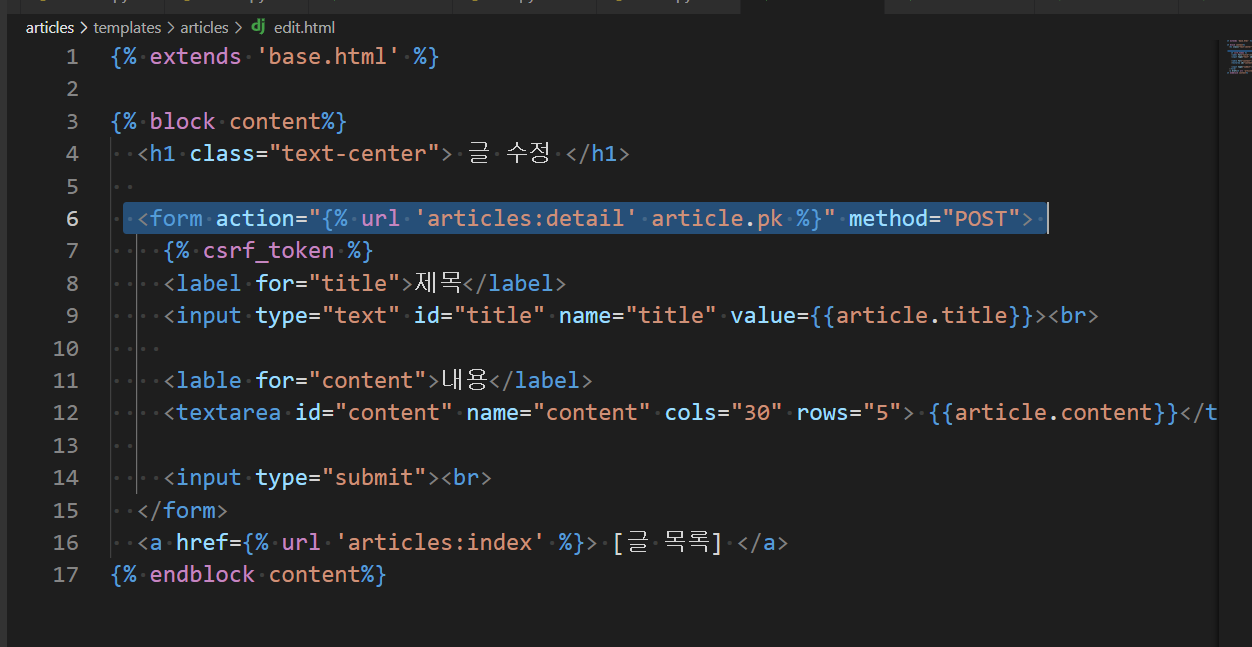 articles > templates > articles > dj edit.html
1 {% extends 'base.html' %}
2
3 {% block content%}
4 <h1 class="text-center"> 글 수정 </h1>
5
6 <form action="{% url 'articles:detail' article.pk %}" method="POST">
7 {% csrf_token %}
8 <label for="title">제목</label>
9 <input type="text" id="title" name="title" value={{article.title}}><br>
10
11 <lable for="content">내용</label>
12 <textarea id="content" name="content" cols="30" rows="5"> {{article.content}}</t
13
14 <input type="submit"><br>
15 </form>
16 <a href={% url 'articles:index' %}> [글 목록] </a>
17 {% endblock content%}